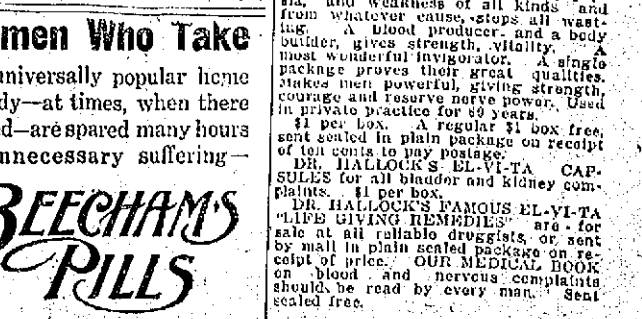 men Who Take
universally popular home
dy—at times, when there
ed—are spared many hours
nnecessary suffering—
BEECHAM'S
PILLS
and weakness of all kinds and
from whatever cause, stops all wast-
ing. A blood producer and a body
builder, gives strength, vitality. A
most wonderful invigorator. A single
package proves their great qualities.
Makes men powerful, giving strength,
courage and reserve nerve power. Used
in private practice for years.
$1 per box. A regular $1 box free,
sent sealed in plain package on receipt
of ten cents to pay postage.
DR. HALLOCK'S EL-VI-TA CAP-
SULES for all bladder and kidney com-
plaints. $1 per box.
DR. HALLOCK'S FAMOUS EL-VI-TA
"LIFE GIVING REMEDIES" are for
sale at all reliable druggists, or sent
by mail in plain sealed package on re-
ceipt of price. OUR MEDICAL BOOK
on blood and nervous complaints
should be read by every man. Sent
sealed free.